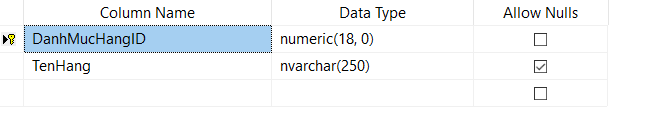 Column Name Data Type Allow Nulls
DanhMucHangID numeric(18, 0)
TenHang nvarchar(250)